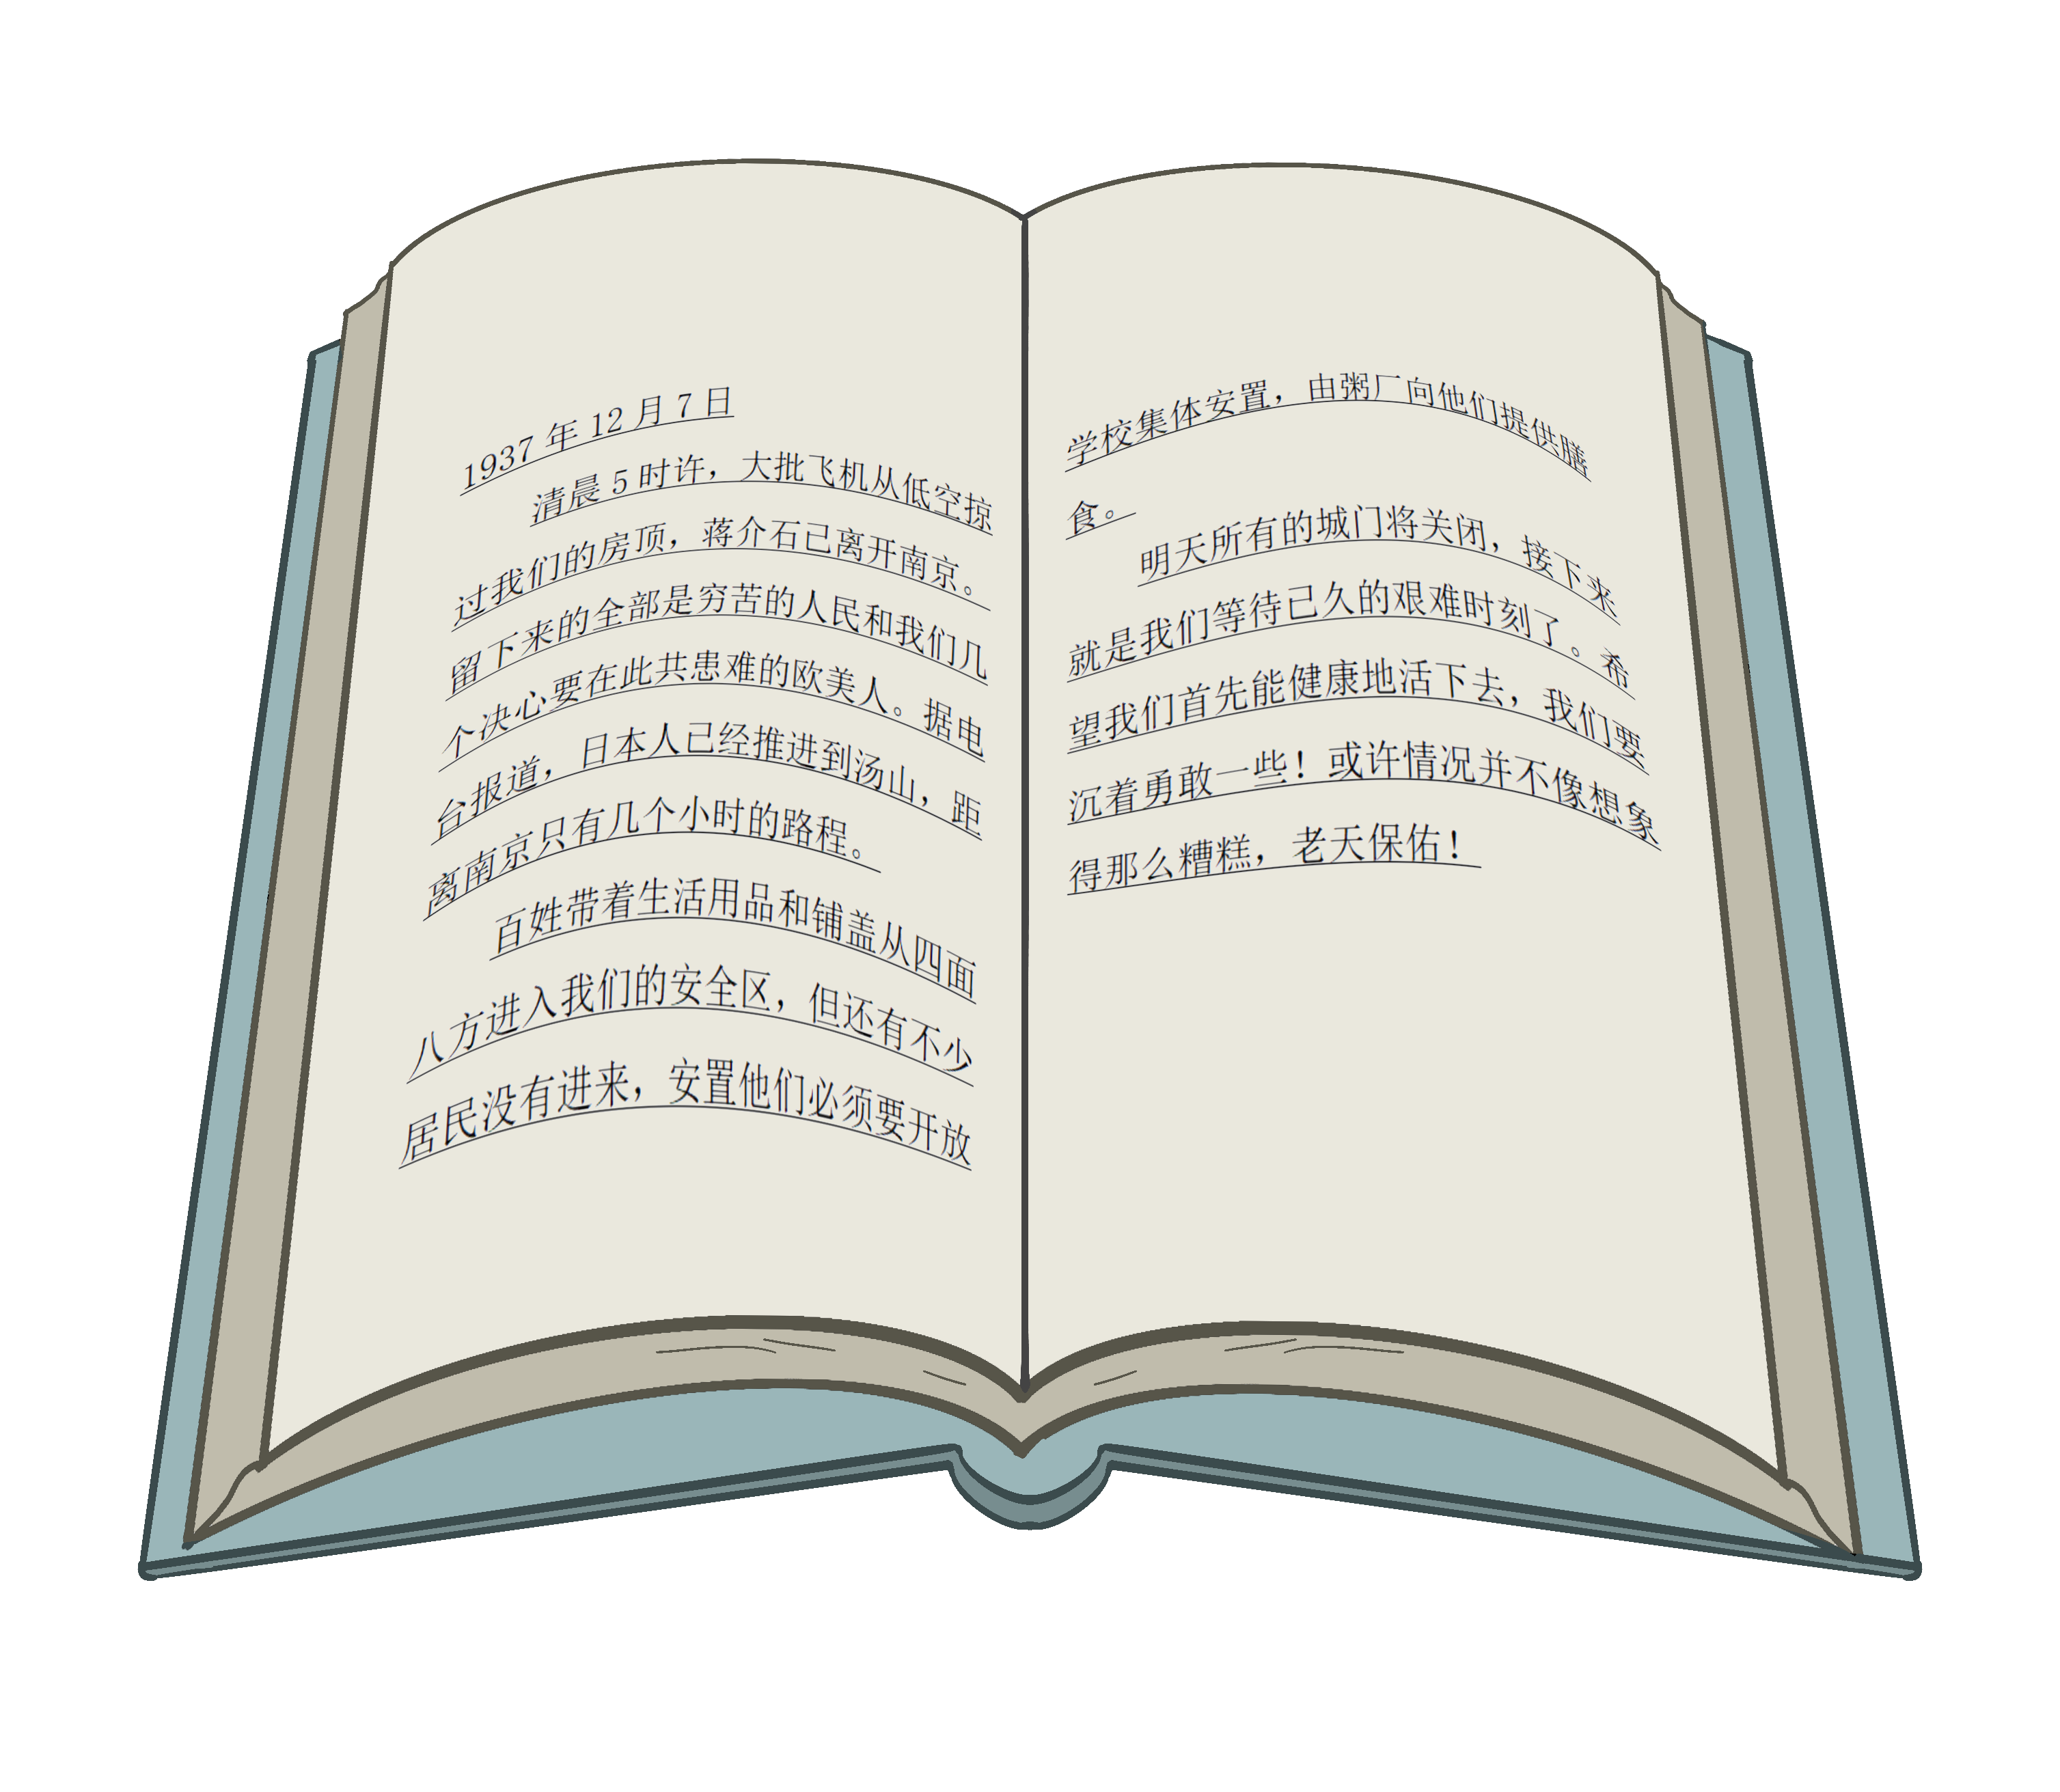 1937 年 12 月 7 日
清晨 5 时许，大批飞机从低空掠
过我们的房顶，蒋介石已离开南京。
留下来的全部是穷苦的人民和我们几
个决心要在此共患难的欧美人。据电
台报道，日本人已经推进到汤山，距
离南京只有几个小时的路程。
百姓带着生活用品和铺盖从四面
八方进入我们的安全区，但还有不少
居民没有进来，安置他们必须要开放
学校集体安置，由粥厂向他们提供膳
食。
明天所有的城门将关闭，接下来
就是我们等待已久的艰难时刻了。希
望我们首先能健康地活下去，我们要
沉着勇敢一些！或许情况并不像想象
得那么糟糕，老天保佑！